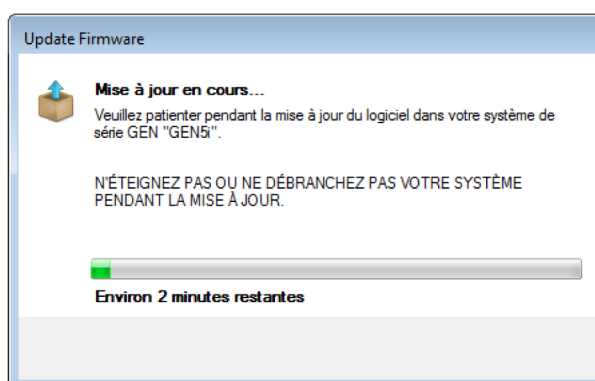 Update Firmware
Mise à jour en cours...
Veuillez patienter pendant la mise à jour du logiciel dans votre système de
série GEN "GEN5i".
N'ÉTEIGNEZ PAS OU NE DÉBRANCHEZ PAS VOTRE SYSTÈME
PENDANT LA MISE À JOUR.
Environ 2 minutes restantes